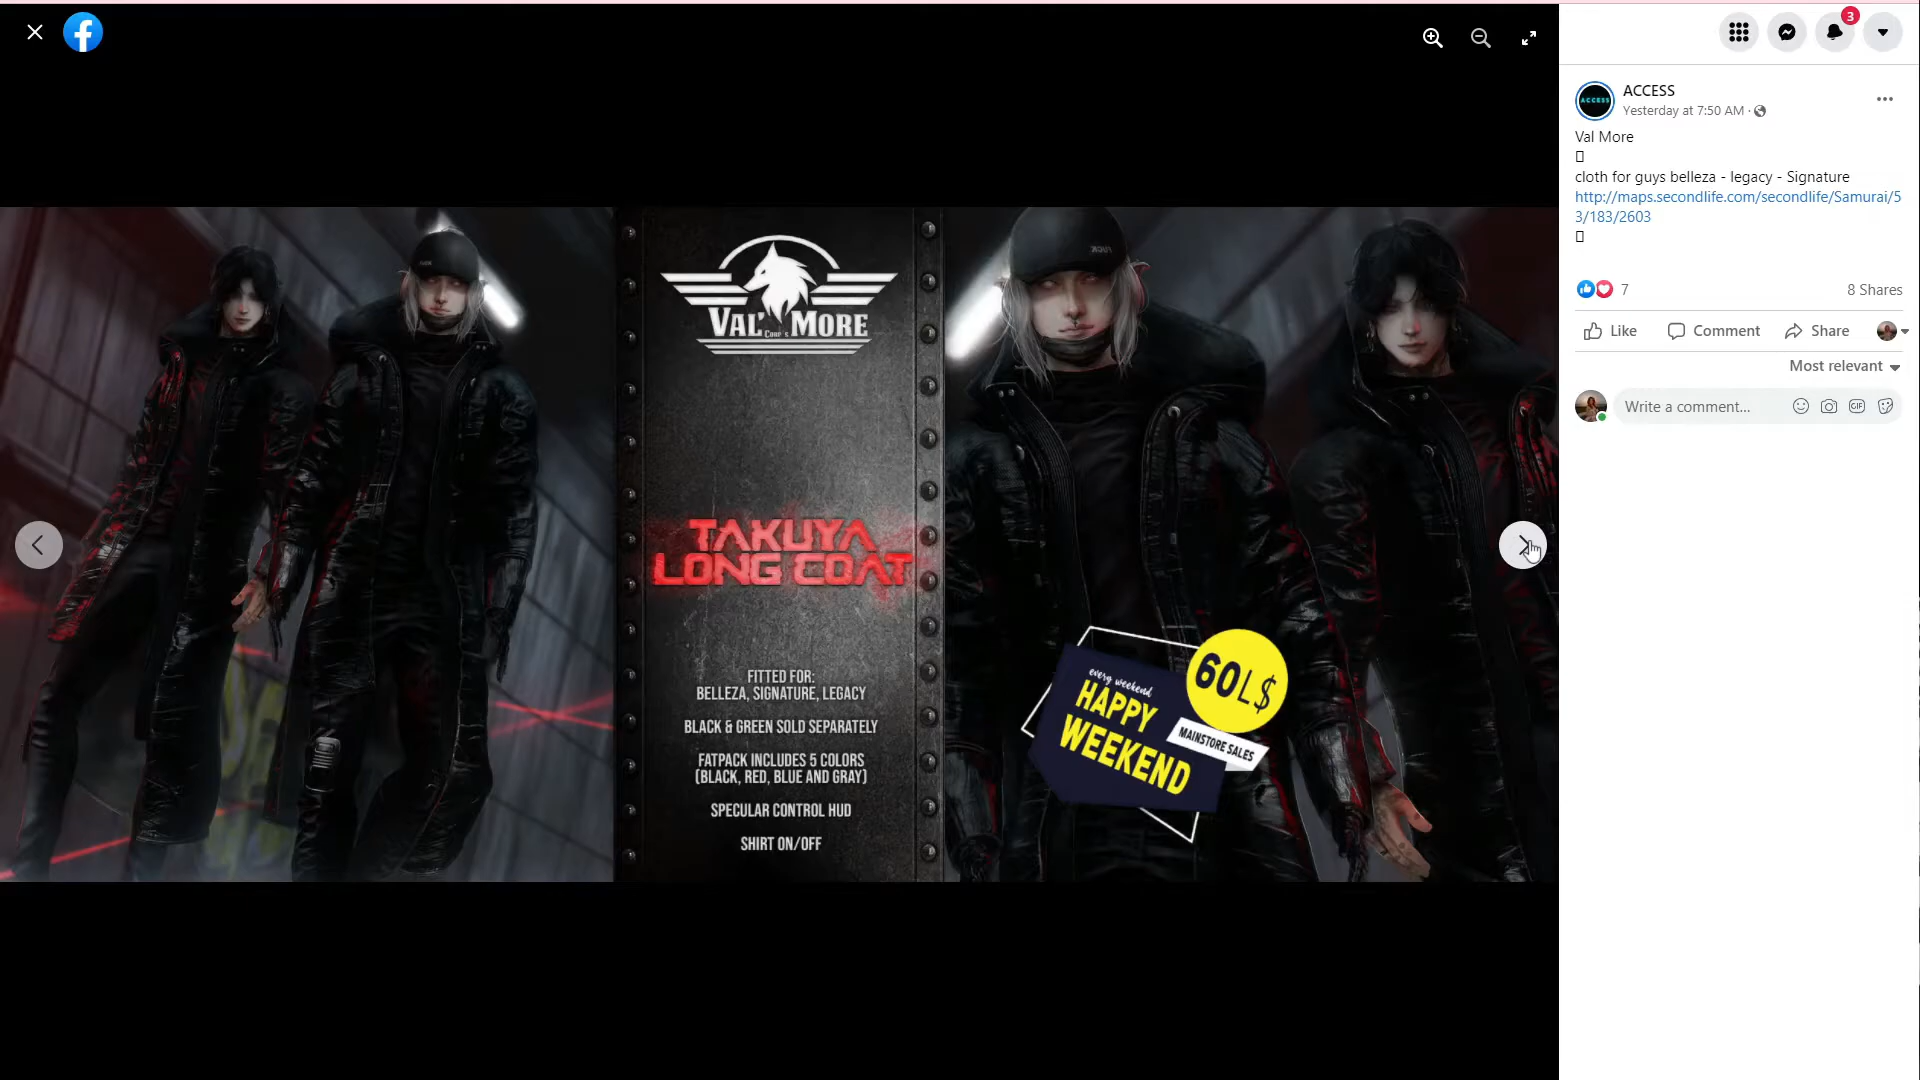 3
ACCESS
ACCESS
Yesterday at 7:50 AM ·
Val More
cloth for guys belleza - legacy - Signature
http://maps.secondlife.com/secondlife/Samurai/5
3/183/2603
7
8 Shares
Like
Comment
Share
Most relevant
Write a comment...
GIF
VAL' Corp's MORE
TAKUYA
LONG COAT
FITTED FOR:
BELLEZA, SIGNATURE, LEGACY
BLACK & GREEN SOLD SEPARATELY
FATPACK INCLUDES 5 COLORS
(BLACK, RED, BLUE AND GRAY)
SPECULAR CONTROL HUD
SHIRT ON/OFF
every weekend
HAPPY
WEEKEND
60L$
MAINSTORE SALES